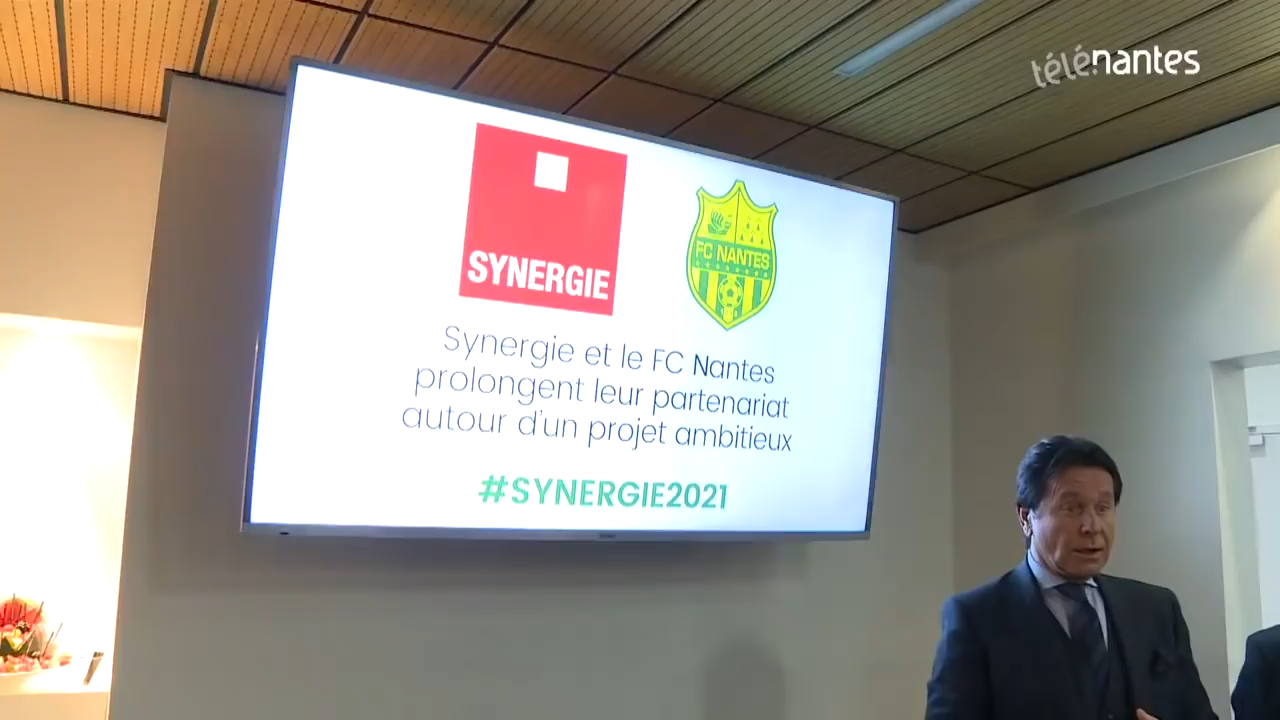 télénantes
SYNERGIE
FC NANTES
Synergie et le FC Nantes
prolongent leur partenariat
autour d'un projet ambitieux
#SYNERGIE2021